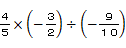 4/5 × (−3/2) ÷ (−9/10)